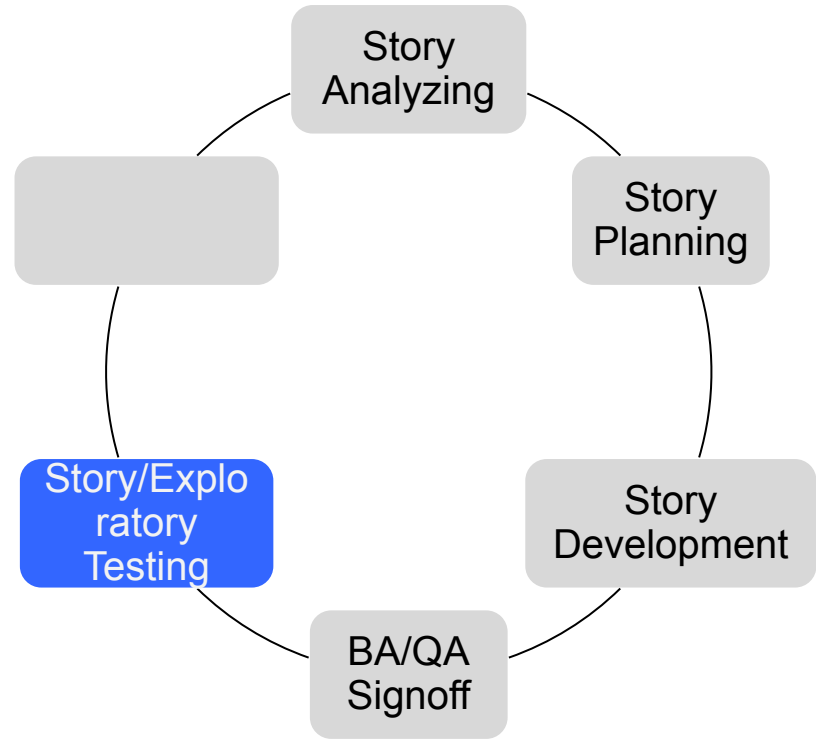 Story
Analyzing
Story
Planning
Story
Development
BA/QA
Signoff
Story/Explo
ratory
Testing